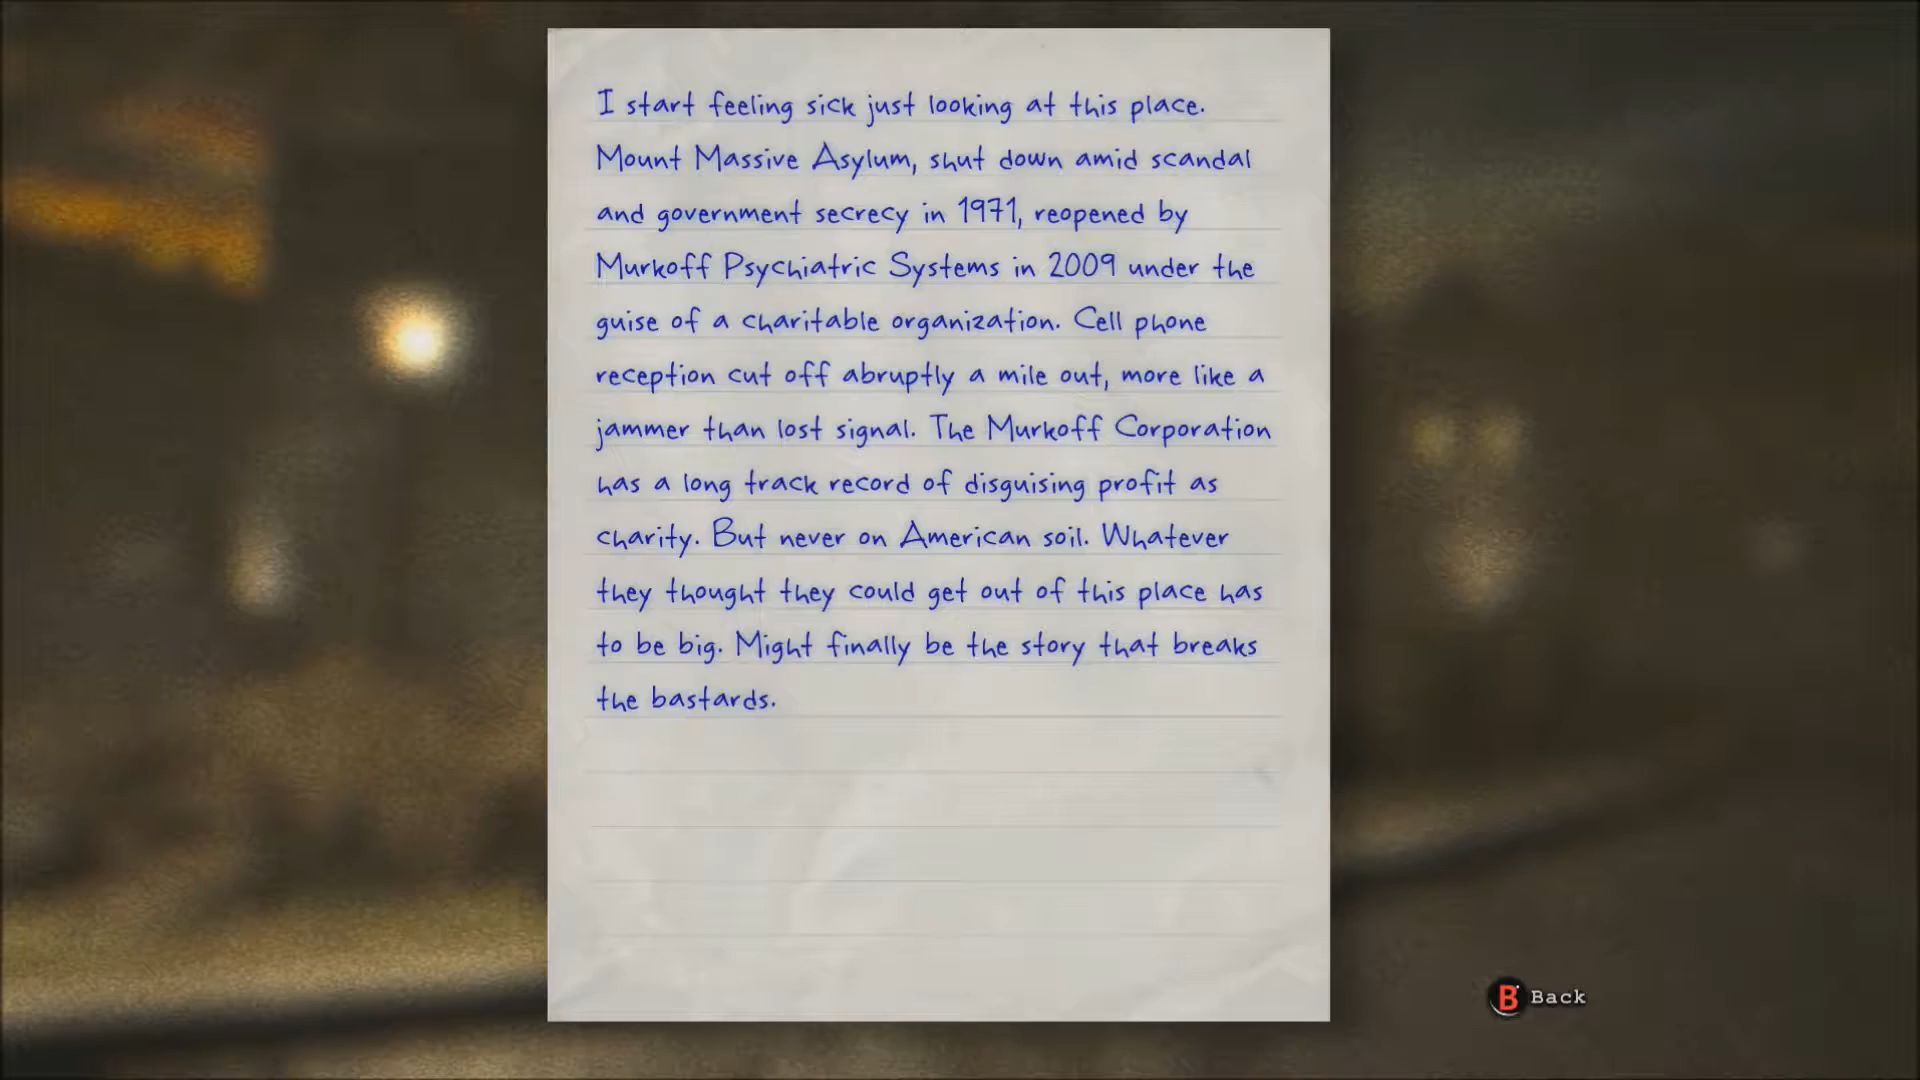 I start feeling sick just looking at this place.
Mount Massive Asylum, shut down amid scandal
and government secrecy in 1971, reopened by
Murkoff Psychiatric Systems in 2009 under the
guise of a charitable organization. Cell phone
reception cut off abruptly a mile out, more like a
jammer than lost signal. The Murkoff Corporation
has a long track record of disguising profit as
charity. But never on American soil. Whatever
they thought they could get out of this place has
to be big. Might finally be the story that breaks
the bastards.
B Back